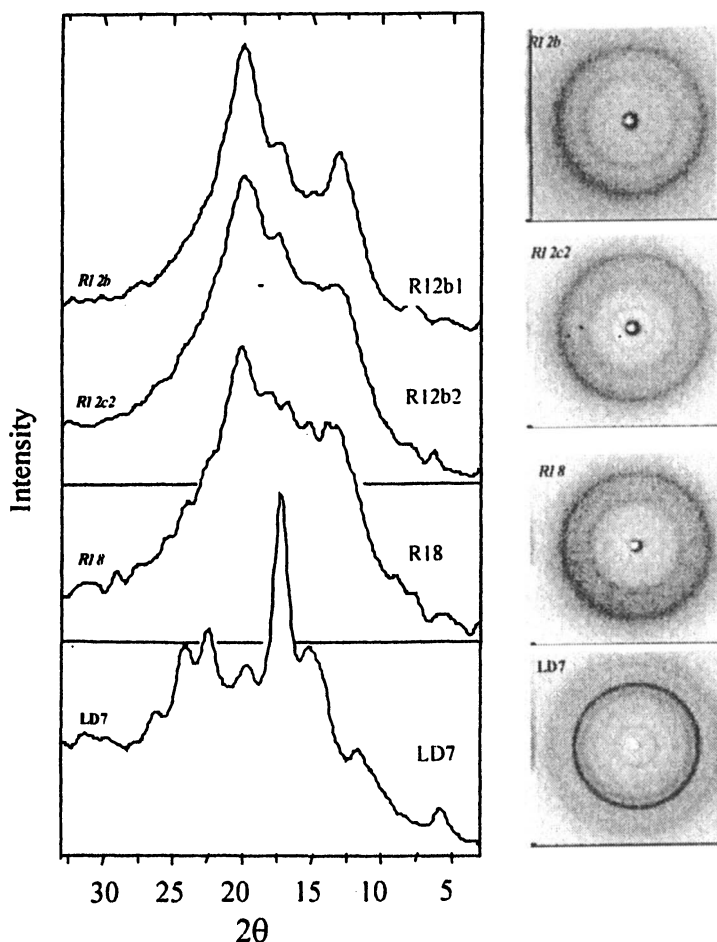 Intensity
R12b
R12b1
R12c2
R12b2
R18
R18
LD7
LD7
30 25 20 15 10 5
2θ
R12b
R12c2
R18
LD7